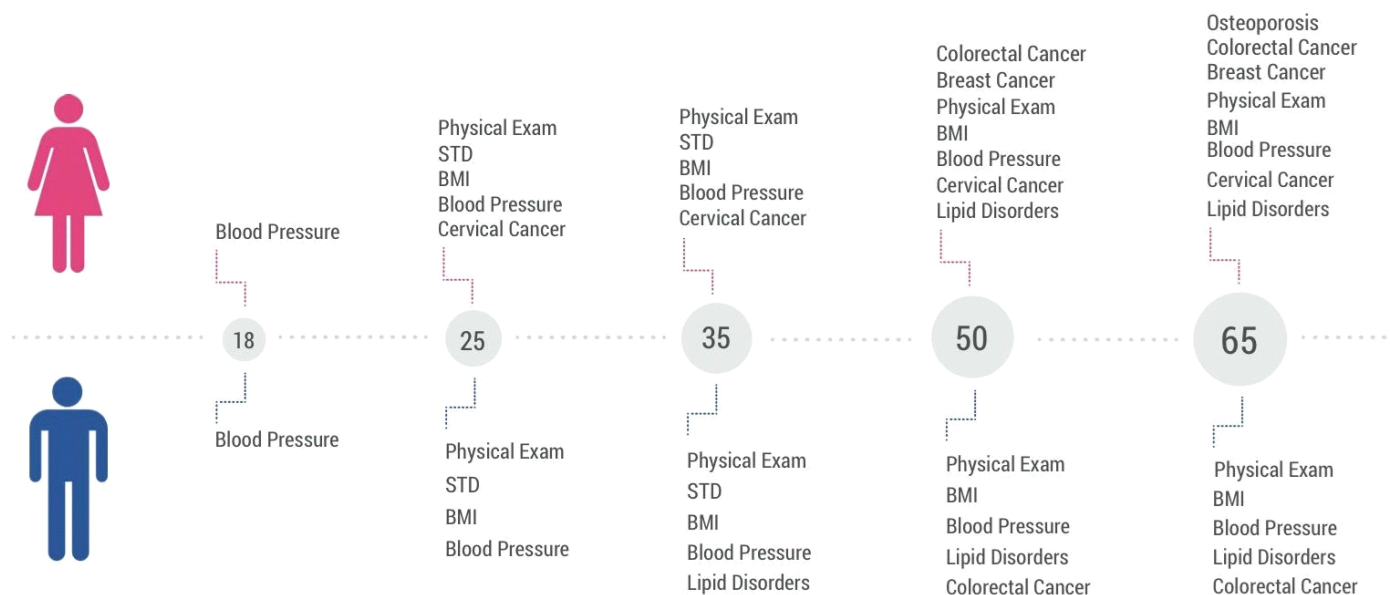 Blood Pressure
Physical Exam
STD
BMI
Blood Pressure
Cervical Cancer
Physical Exam
STD
BMI
Blood Pressure
Cervical Cancer
Colorectal Cancer
Breast Cancer
Physical Exam
BMI
Blood Pressure
Cervical Cancer
Lipid Disorders
Osteoporosis
Colorectal Cancer
Breast Cancer
Physical Exam
BMI
Blood Pressure
Cervical Cancer
Lipid Disorders
18
25
35
50
65
Blood Pressure
Physical Exam
STD
BMI
Blood Pressure
Physical Exam
STD
BMI
Blood Pressure
Lipid Disorders
Physical Exam
BMI
Blood Pressure
Lipid Disorders
Colorectal Cancer
Physical Exam
BMI
Blood Pressure
Lipid Disorders
Colorectal Cancer